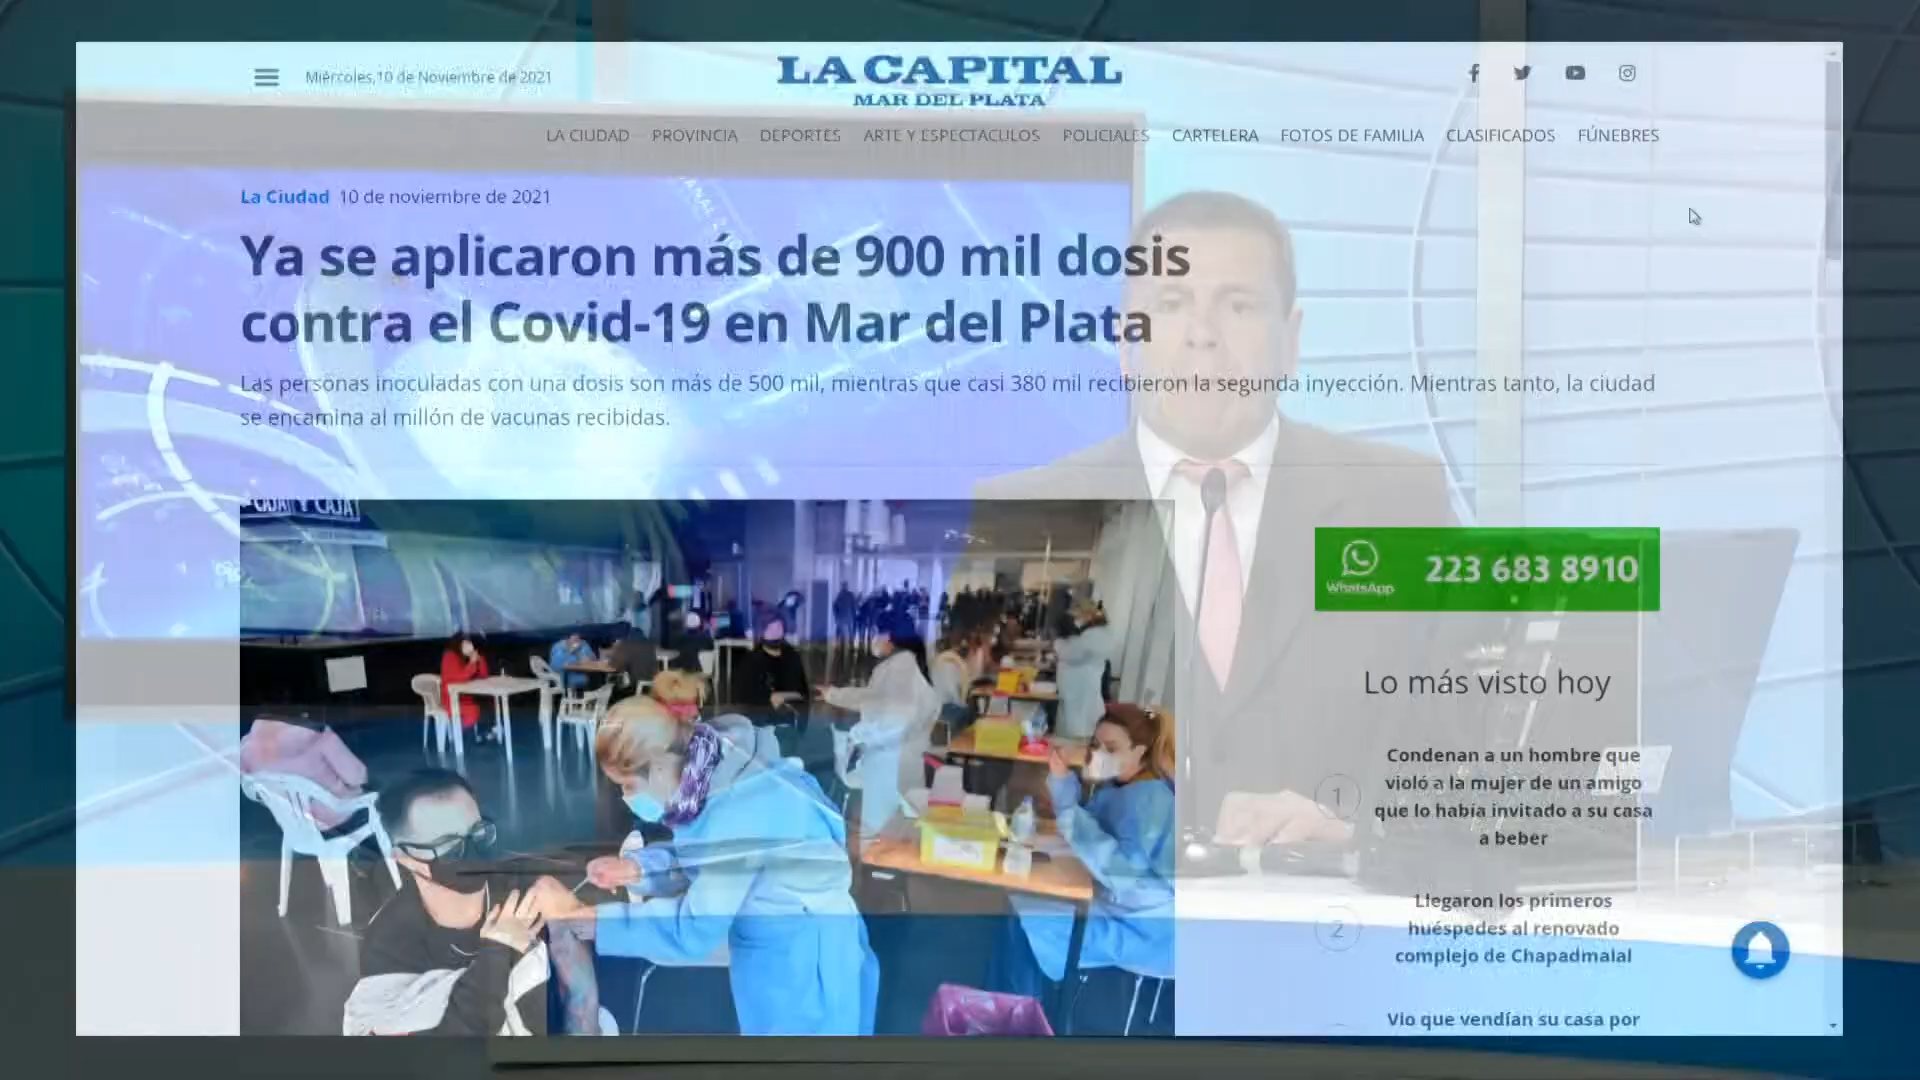 Miércoles,10 de Noviembre de 2021
LA CAPITAL
MAR DEL PLATA
LA CIUDAD PROVINCIA DEPORTES ARTE Y ESPECTACULOS POLICIALES CARTELERA FOTOS DE FAMILIA CLASIFICADOS FÚNEBRES
La Ciudad 10 de noviembre de 2021
Ya se aplicaron más de 900 mil dosis
contra el Covid-19 en Mar del Plata
Las personas inoculadas con una dosis son más de 500 mil, mientras que casi 380 mil recibieron la segunda inyección. Mientras tanto, la ciudad
se encamina al millón de vacunas recibidas.
WhatsApp
223 683 8910
Lo más visto hoy
1
Condenan a un hombre que
violó a la mujer de un amigo
que lo había invitado a su casa
a beber
2
Llegaron los primeros
huéspedes al renovado
complejo de Chapadmalal
Vio que vendían su casa por